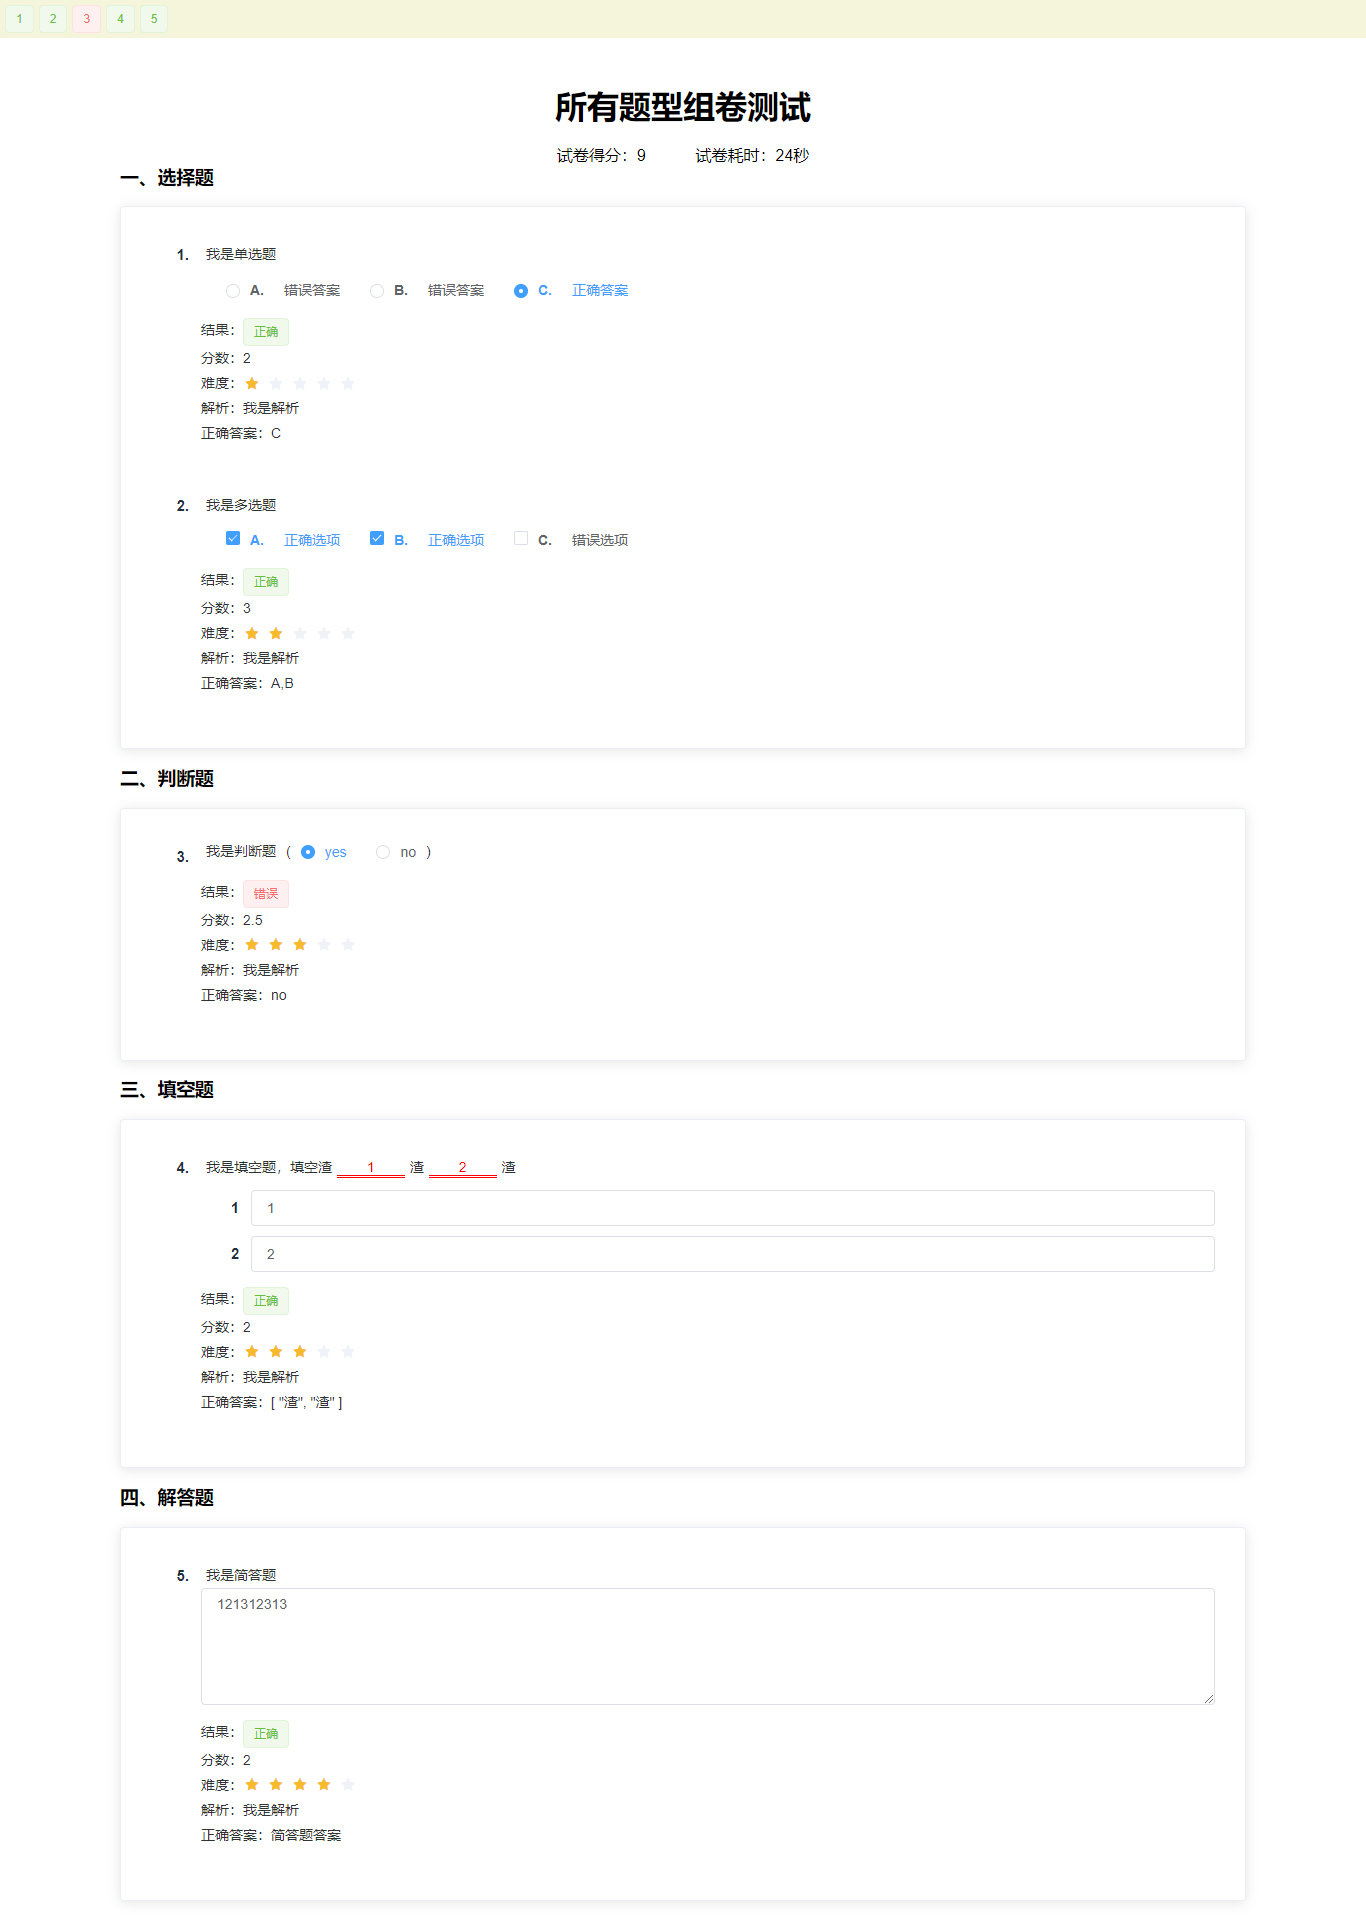 1 2 3 4 5
所有题型组卷测试
试卷得分：9 试卷耗时：24秒
一、选择题
1. 我是单选题
A. 错误答案 B. 错误答案 C. 正确答案
结果： 正确
分数：2
难度：
解析：我是解析
正确答案：C
2. 我是多选题
A. 正确选项 B. 正确选项 C. 错误选项
结果： 正确
分数：3
难度：
解析：我是解析
正确答案：A,B
二、判断题
3. 我是判断题（ yes no ）
结果： 错误
分数：2.5
难度：
解析：我是解析
正确答案：no
三、填空题
4. 我是填空题，填空渣 1 渣 2 渣
1 1
2 2
结果： 正确
分数：2
难度：
解析：我是解析
正确答案：[ "渣", "渣" ]
四、解答题
5. 我是简答题
121312313
结果： 正确
分数：2
难度：
解析：我是解析
正确答案：简答题答案